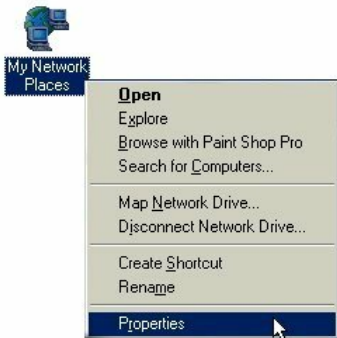 My Network
Places
Open
Explore
Browse with Paint Shop Pro
Search for Computers...
Map Network Drive...
Disconnect Network Drive...
Create Shortcut
Rename
Properties